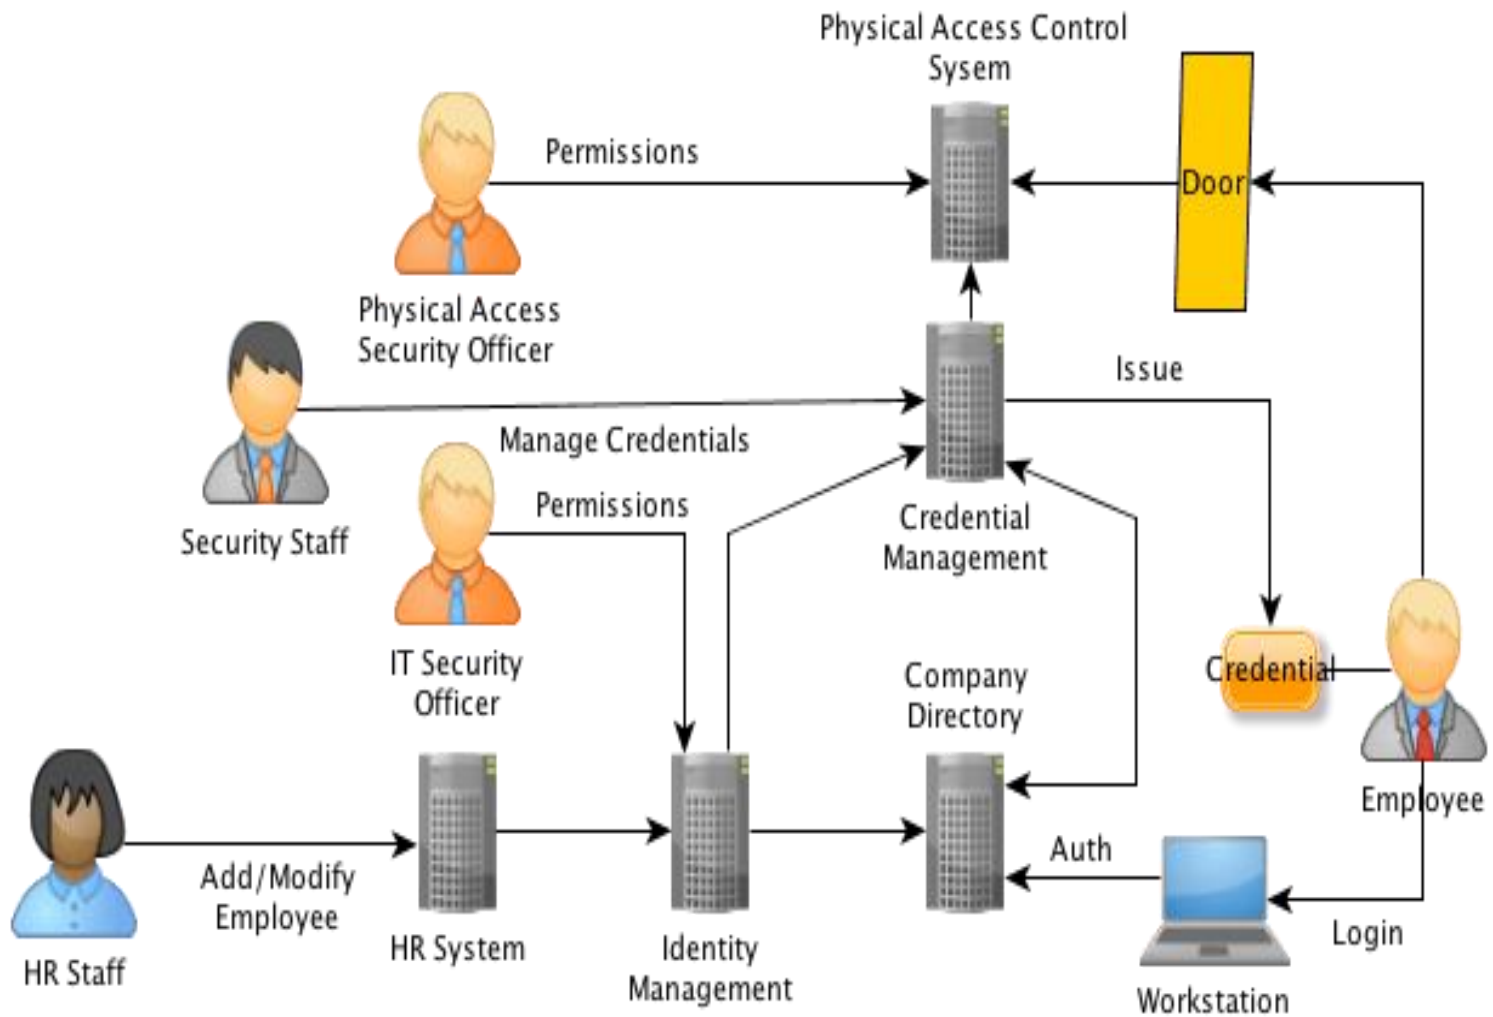 Physical Access Control
Sysem
Permissions
Door
Physical Access
Security Officer
Issue
Manage Credentials
Permissions
Credential
Management
Security Staff
IT Security
Officer
Company
Directory
Credential
Employee
Auth
Add/Modify
Employee
HR System
Identity
Management
Login
HR Staff
Workstation